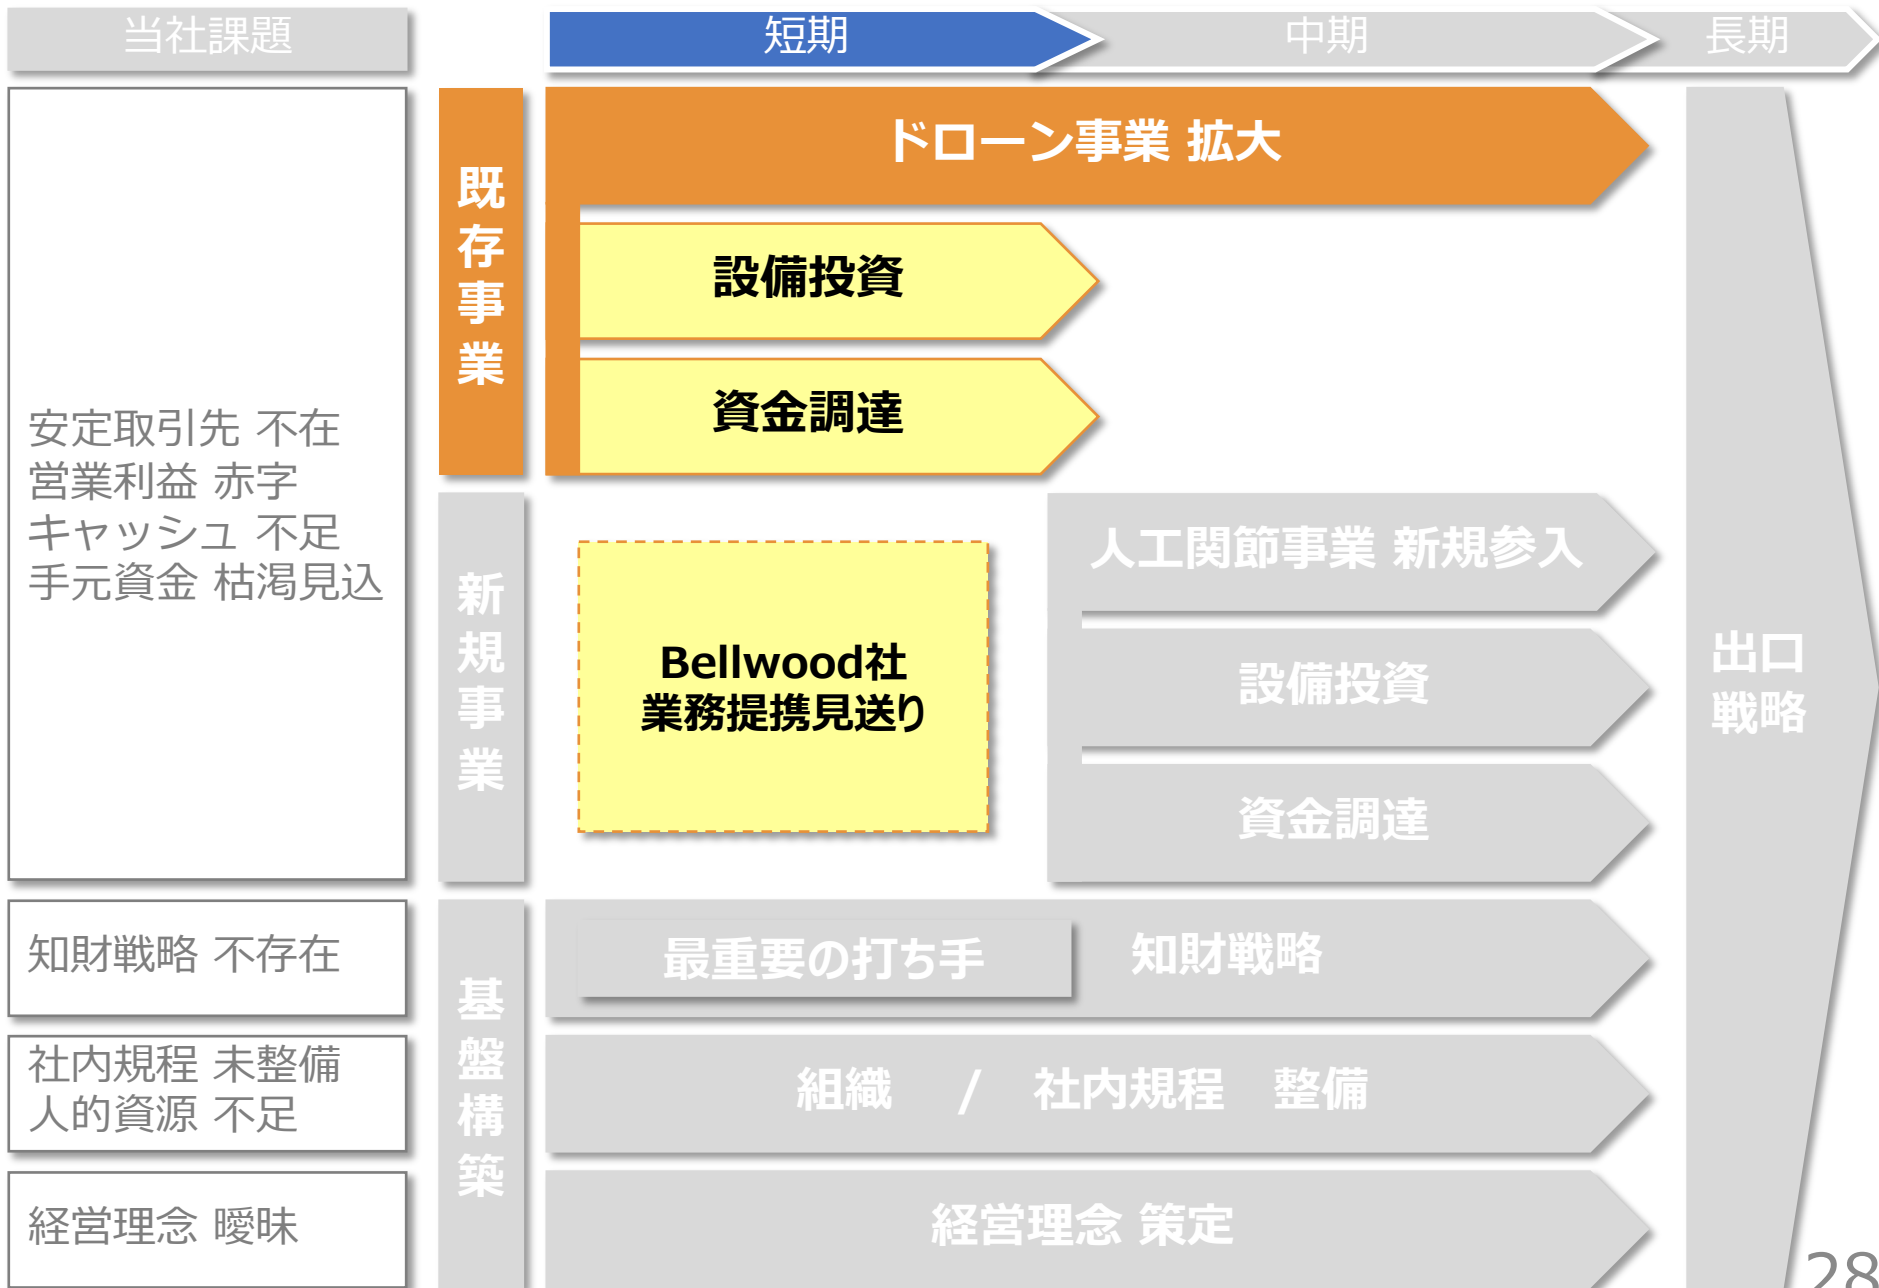 当社課題
短期
中期
長期
安定取引先 不在
営業利益 赤字
キャッシュ 不足
手元資金 枯渇見込
既存事業
ドローン事業 拡大
設備投資
資金調達
新規事業
Bellwood社
業務提携見送り
人工関節事業 新規参入
設備投資
資金調達
出口
戦略
知財戦略 不存在
基盤構築
最重要の打ち手
知財戦略
社内規程 未整備
人的資源 不足
組織 / 社内規程 整備
経営理念 曖昧
経営理念 策定
28